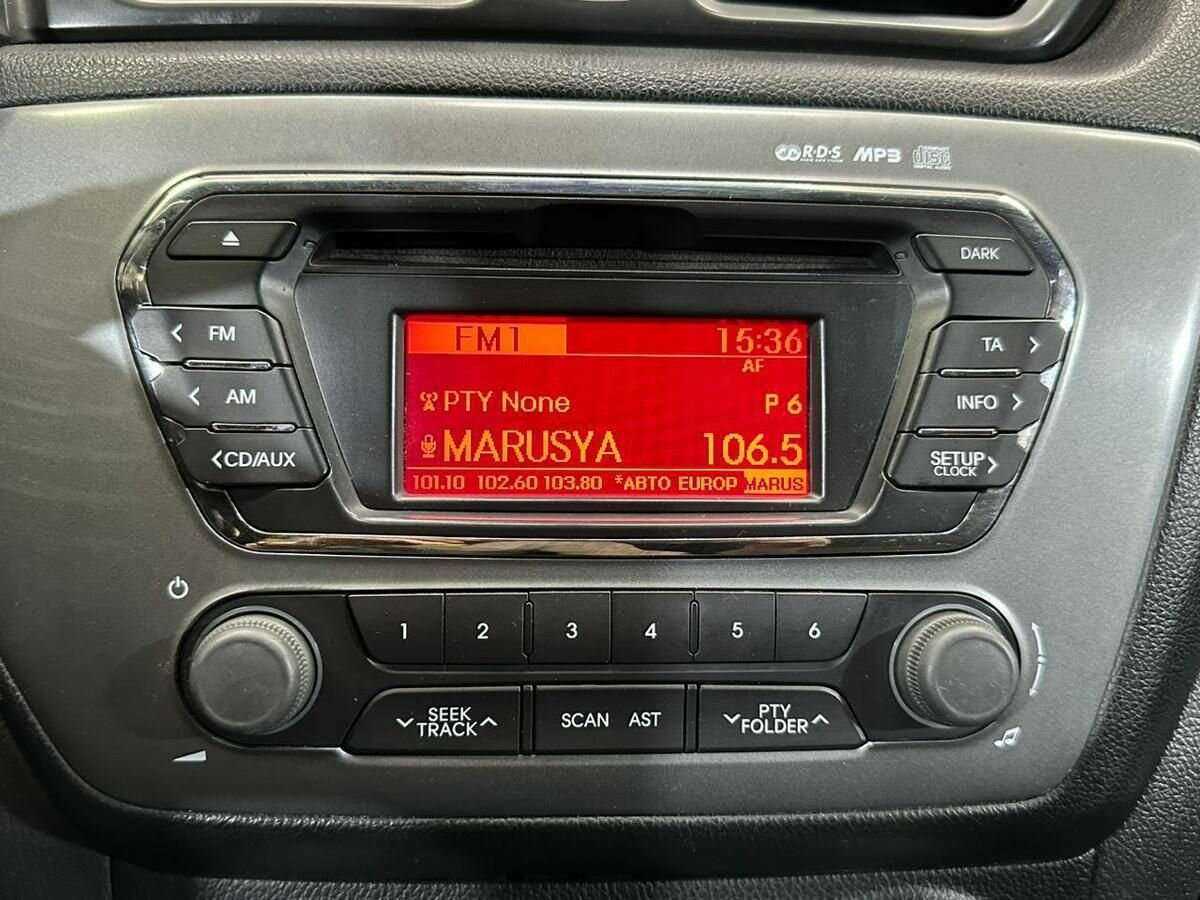 R·D·S MP3 disc
DARK
FM
AM
CD/AUX
FM1 15:36
AF
PTY None P 6
MARUSYA 106.5
101.10 102.60 103.80 *АВТО EUROP MARUS
TA
INFO
SETUP
CLOCK
1 2 3 4 5 6
SEEK
TRACK
SCAN AST
PTY
FOLDER